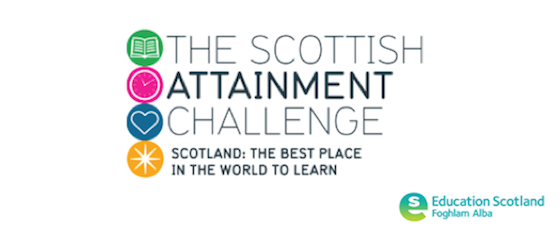 THE SCOTTISH
ATTAINMENT
CHALLENGE
SCOTLAND: THE BEST PLACE
IN THE WORLD TO LEARN
Education Scotland
Foghlam Alba